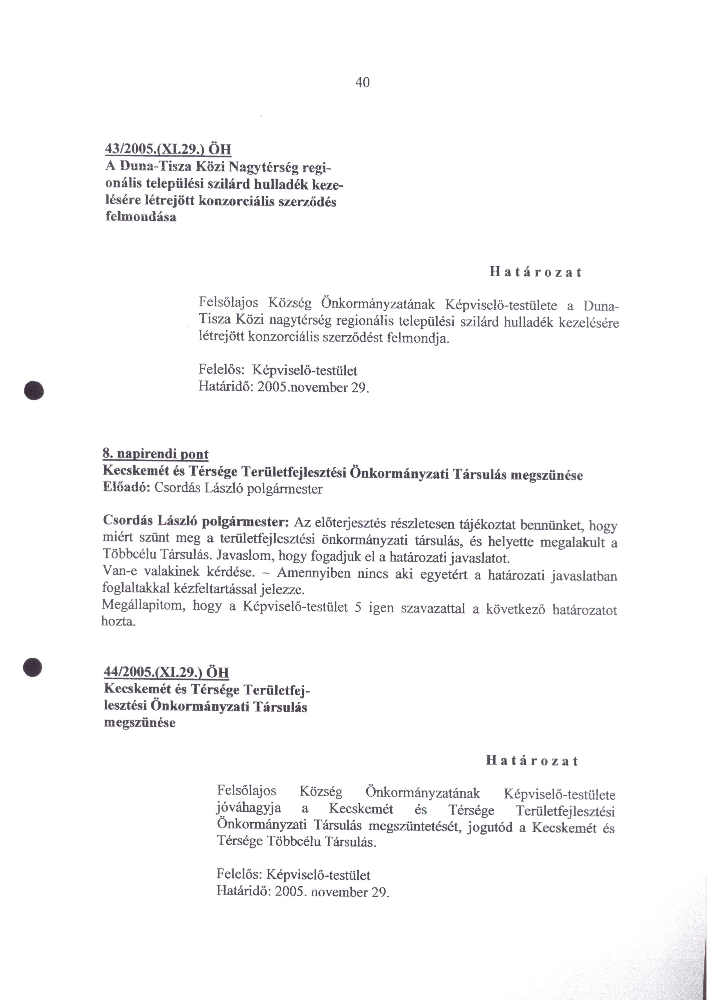 40
43/2005.(XI.29.) ÖH
A Duna-Tisza Közi Nagytérség regi-
onális települési szilárd hulladék keze-
lésére létrejött konzorciális szerződés
felmondása
Határozat
Felsőlajos Község Önkormányzatának Képviselő-testülete a Duna-
Tisza Közi nagytérség regionális települési szilárd hulladék kezelésére
létrejött konzorciális szerződést felmondja.
Felelős: Képviselő-testület
Határidő: 2005.november 29.
8. napirendi pont
Kecskemét és Térsége Területfejlesztési Önkormányzati Társulás megszünése
Előadó: Csordás László polgármester
Csordás László polgármester: Az előterjesztés részletesen tájékoztat bennünket, hogy
miért szünt meg a területfejlesztési önkormányzati társulás, és helyette megalakult a
Többcélu Társulás. Javaslom, hogy fogadjuk el a határozati javaslatot.
Van-e valakinek kérdése. – Amennyiben nincs aki egyetért a határozati javaslatban
foglaltakkal kézfeltartással jelezze.
Megállapitom, hogy a Képviselő-testület 5 igen szavazattal a következő határozatot
hozta.
44/2005.(XI.29.) ÖH
Kecskemét és Térsége Területfej-
lesztési Önkormányzati Társulás
megszünése
Határozat
Felsőlajos Község Önkormányzatának Képviselő-testülete
jóváhagyja a Kecskemét és Térsége Területfejlesztési
Önkormányzati Társulás megszüntetését, jogutód a Kecskemét és
Térsége Többcélu Társulás.
Felelős: Képviselő-testület
Határidő: 2005. november 29.